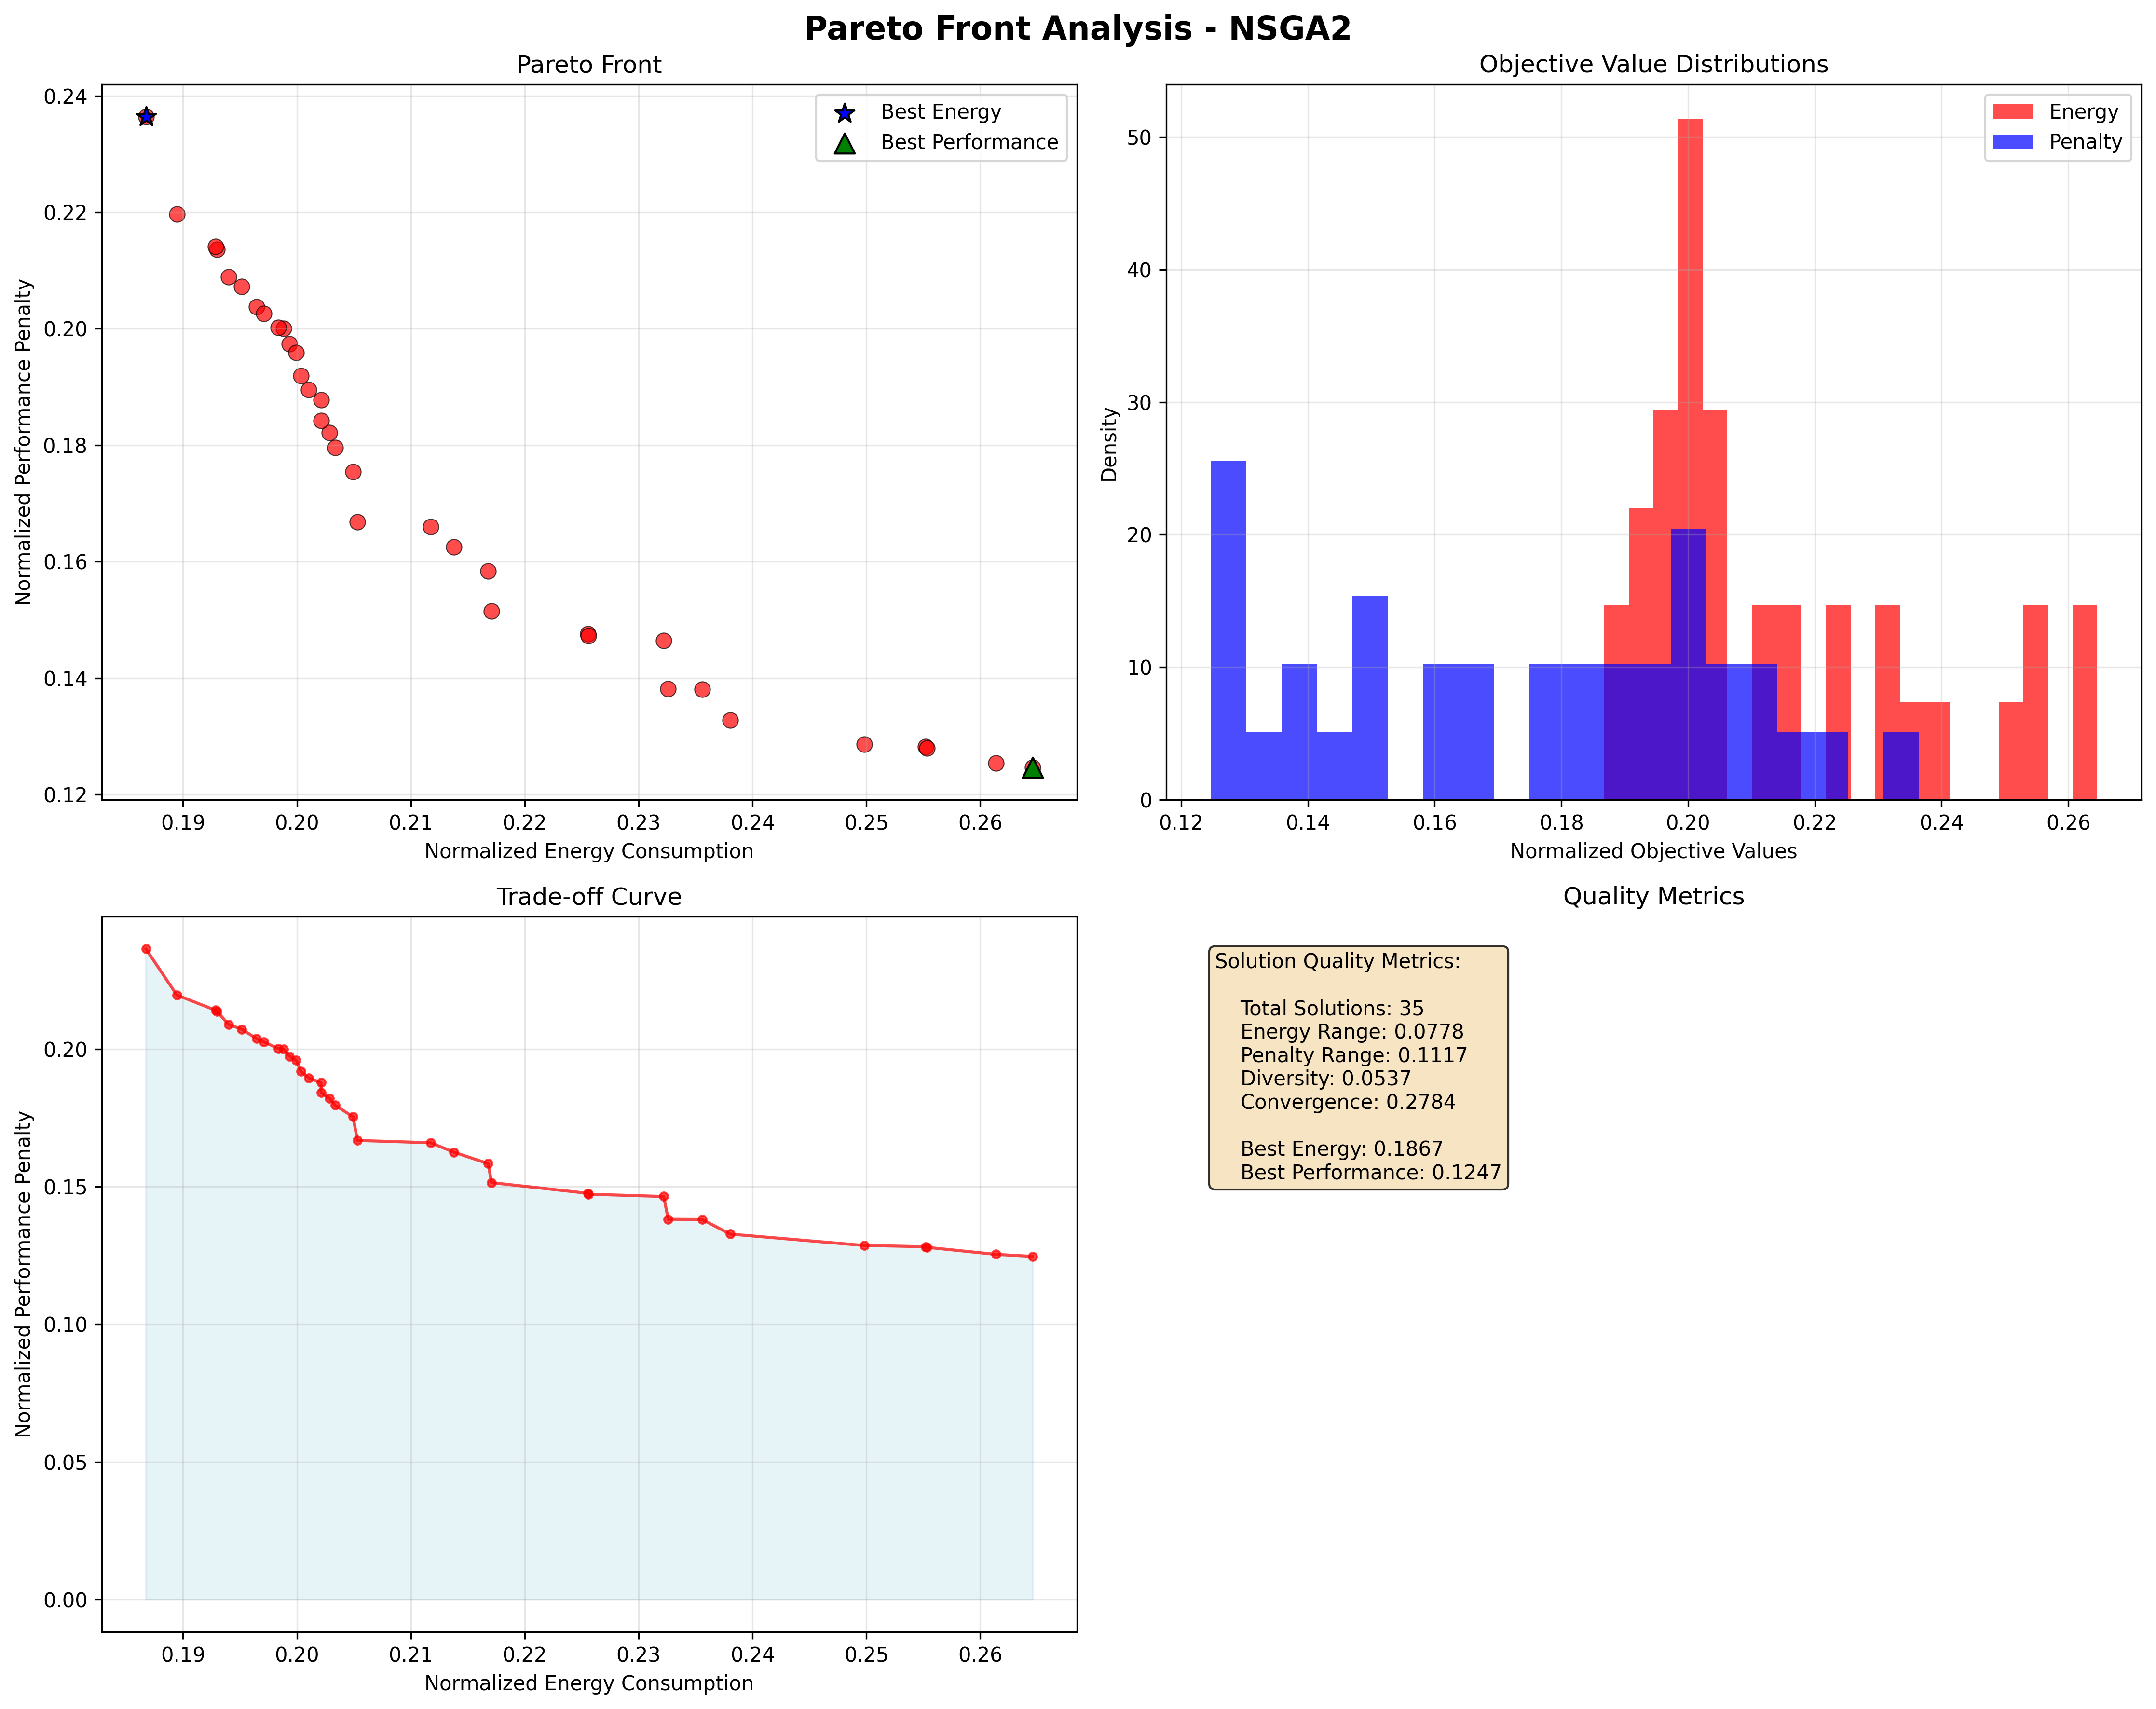 Pareto Front Analysis - NSGA2
Pareto Front
Normalized Performance Penalty
0.24
0.22
0.20
0.18
0.16
0.14
0.12
Best Energy
Best Performance
0.19 0.20 0.21 0.22 0.23 0.24 0.25 0.26
Normalized Energy Consumption
Objective Value Distributions
Density
50
40
30
20
10
0
Energy
Penalty
0.12 0.14 0.16 0.18 0.20 0.22 0.24 0.26
Normalized Objective Values
Trade-off Curve
Normalized Performance Penalty
0.20
0.15
0.10
0.05
0.00
0.19 0.20 0.21 0.22 0.23 0.24 0.25 0.26
Normalized Energy Consumption
Quality Metrics
Solution Quality Metrics:
Total Solutions: 35
Energy Range: 0.0778
Penalty Range: 0.1117
Diversity: 0.0537
Convergence: 0.2784
Best Energy: 0.1867
Best Performance: 0.1247